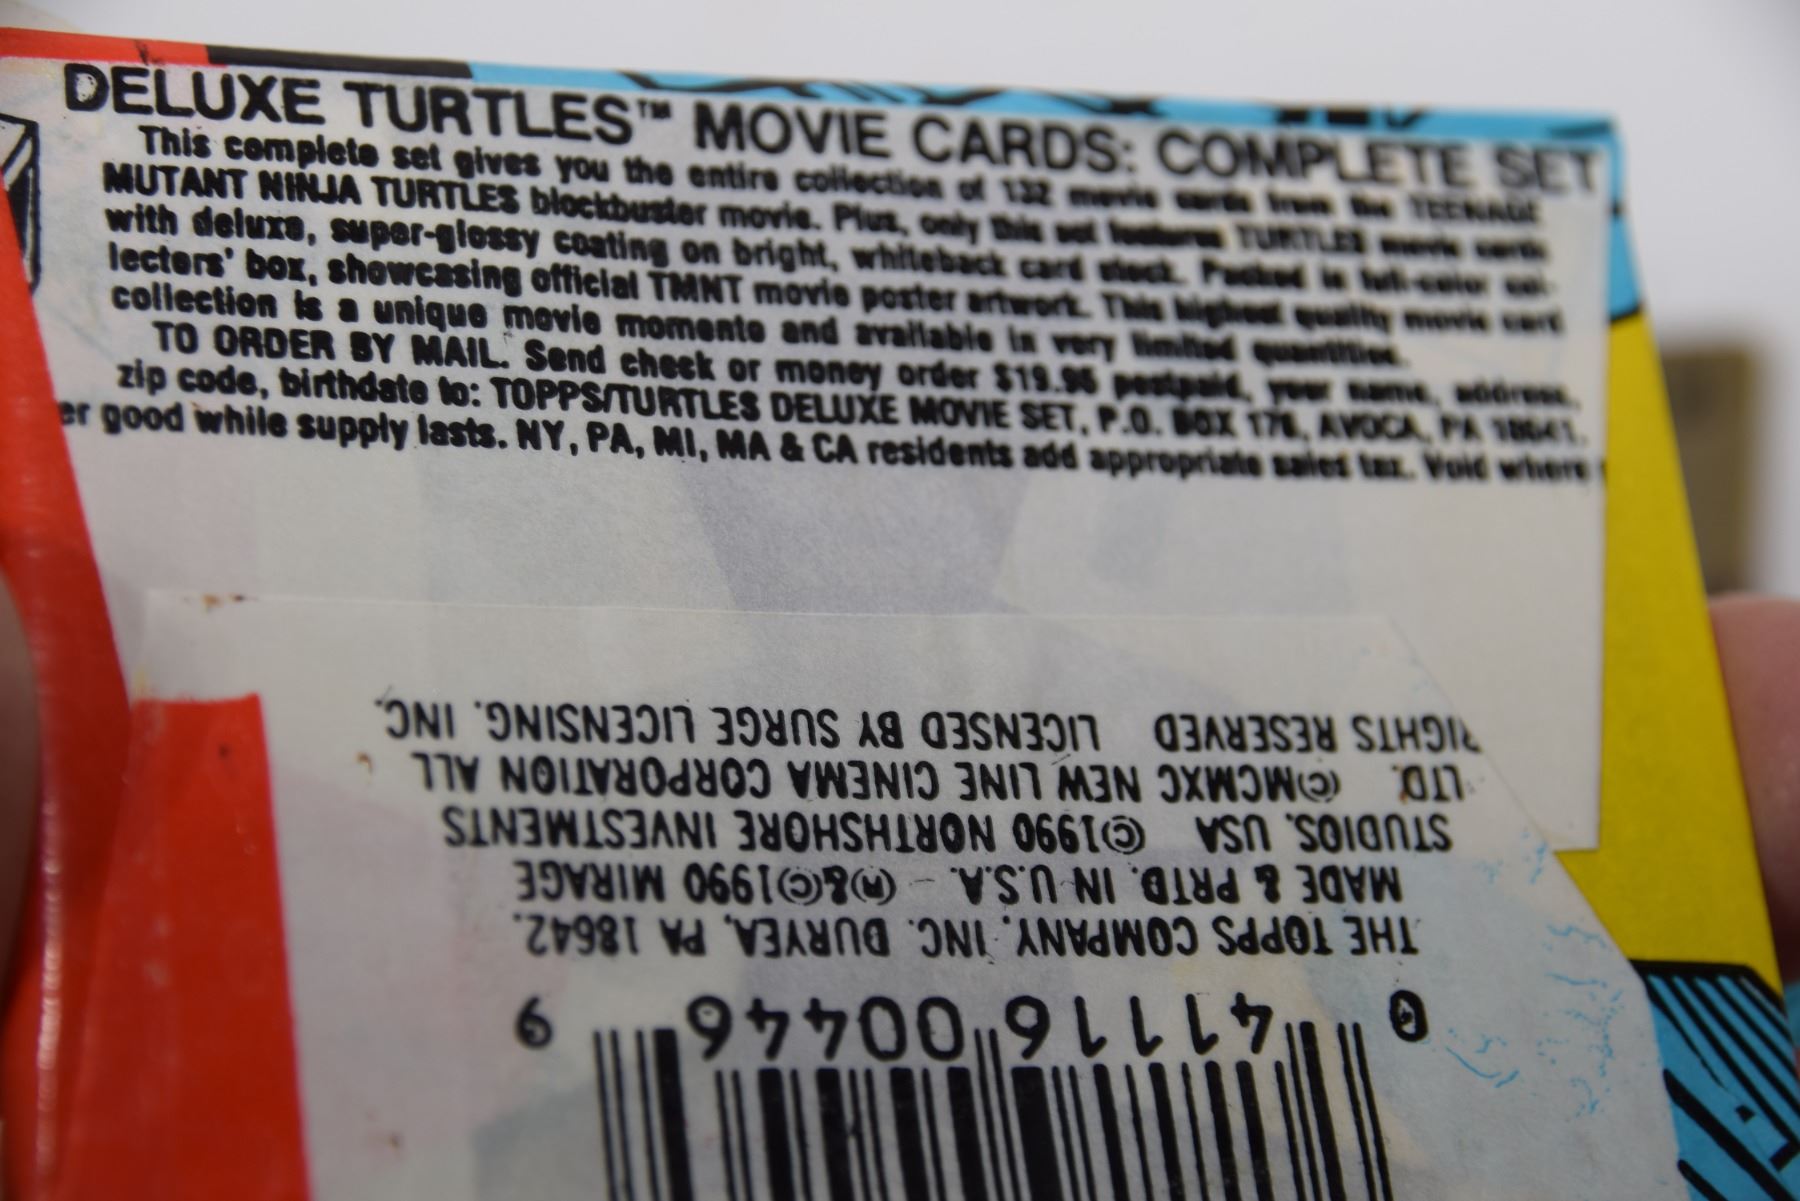 DELUXE TURTLES™ MOVIE CARDS: COMPLETE SET
This complete set gives you the entire collection of 132 movie cards from the TEENAGE
MUTANT NINJA TURTLES blockbuster movie. Plus, only this set features TURTLES movie cards
with deluxe, super-glossy coating on bright, whiteback card stock. Packed in full-color col-
lectors' box, showcasing official TMNT movie poster artwork. This highest quality movie card
collection is a unique movie momento and available in very limited quantities.
TO ORDER BY MAIL. Send check or money order $19.95 postpaid, your name, address,
zip code, birthdate to: TOPPS/TURTLES DELUXE MOVIE SET, P.O. BOX 176, AVOCA, PA 18641.
er good while supply lasts. NY, PA, MI, MA & CA residents add appropriate sales tax. Void where
0 41116 00446 9
THE TOPPS COMPANY, INC. DURYEA, PA 18642.
MADE & PRTD. IN U.S.A. - ®&©1990 MIRAGE
STUDIOS, USA ©1990 NORTHSHORE INVESTMENTS
LTD. ©MCMXC NEW LINE CINEMA CORPORATION ALL
RIGHTS RESERVED LICENSED BY SURGE LICENSING. INC.